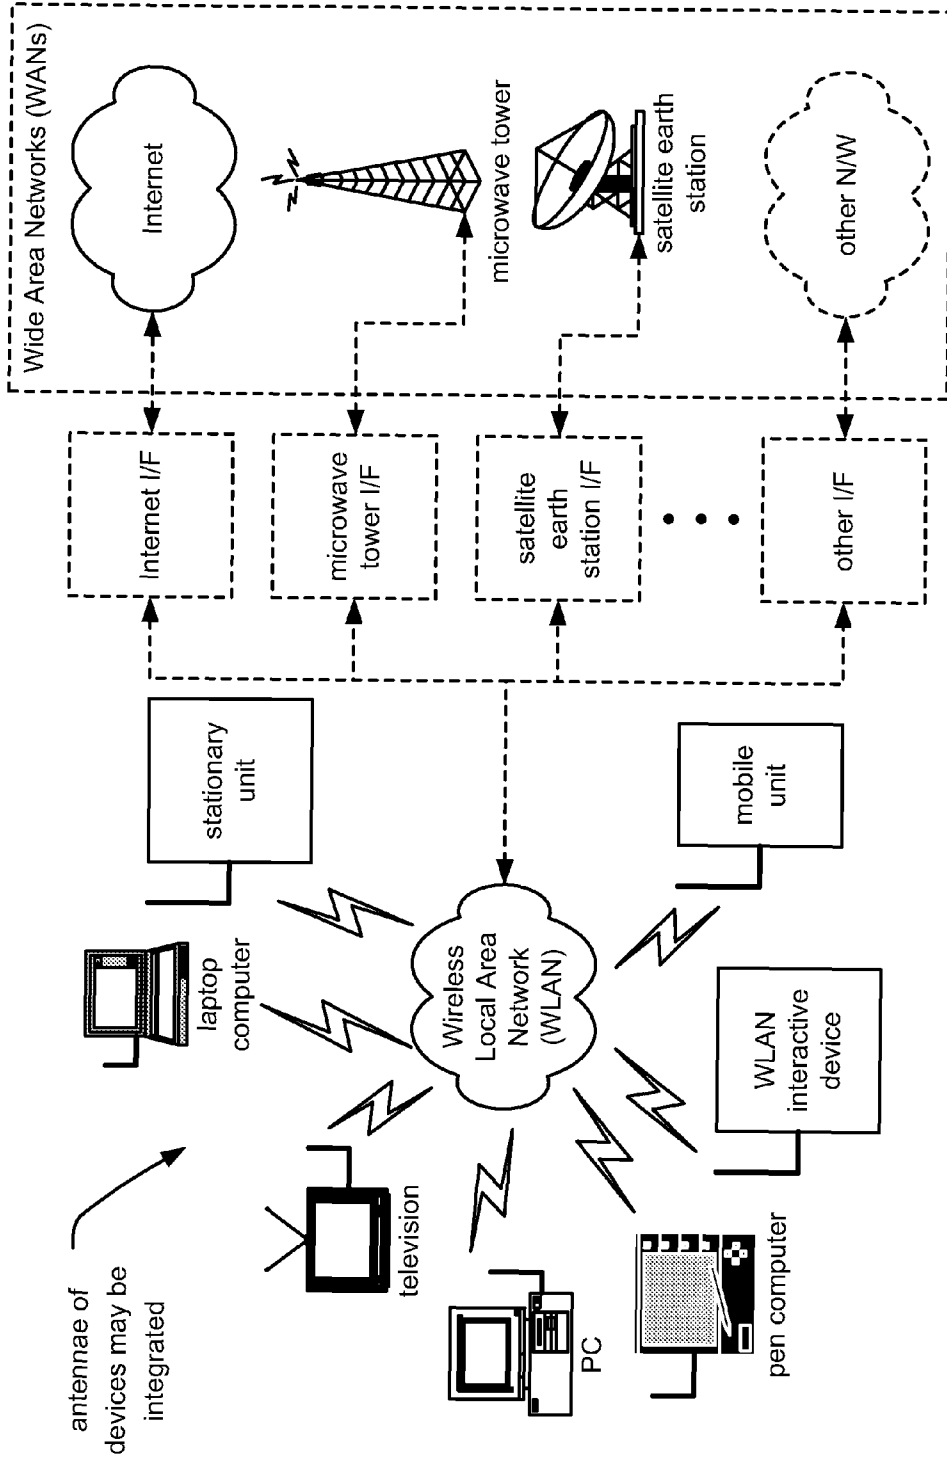 antennae of
devices may be
integrated
laptop
computer
stationary
unit
television
PC
pen computer
Wireless
Local Area
Network
(WLAN)
WLAN
interactive
device
mobile
unit
Internet I/F
microwave
tower I/F
satellite
earth
station I/F
other I/F
Wide Area Networks (WANs)
Internet
microwave tower
satellite earth
station
other N/W